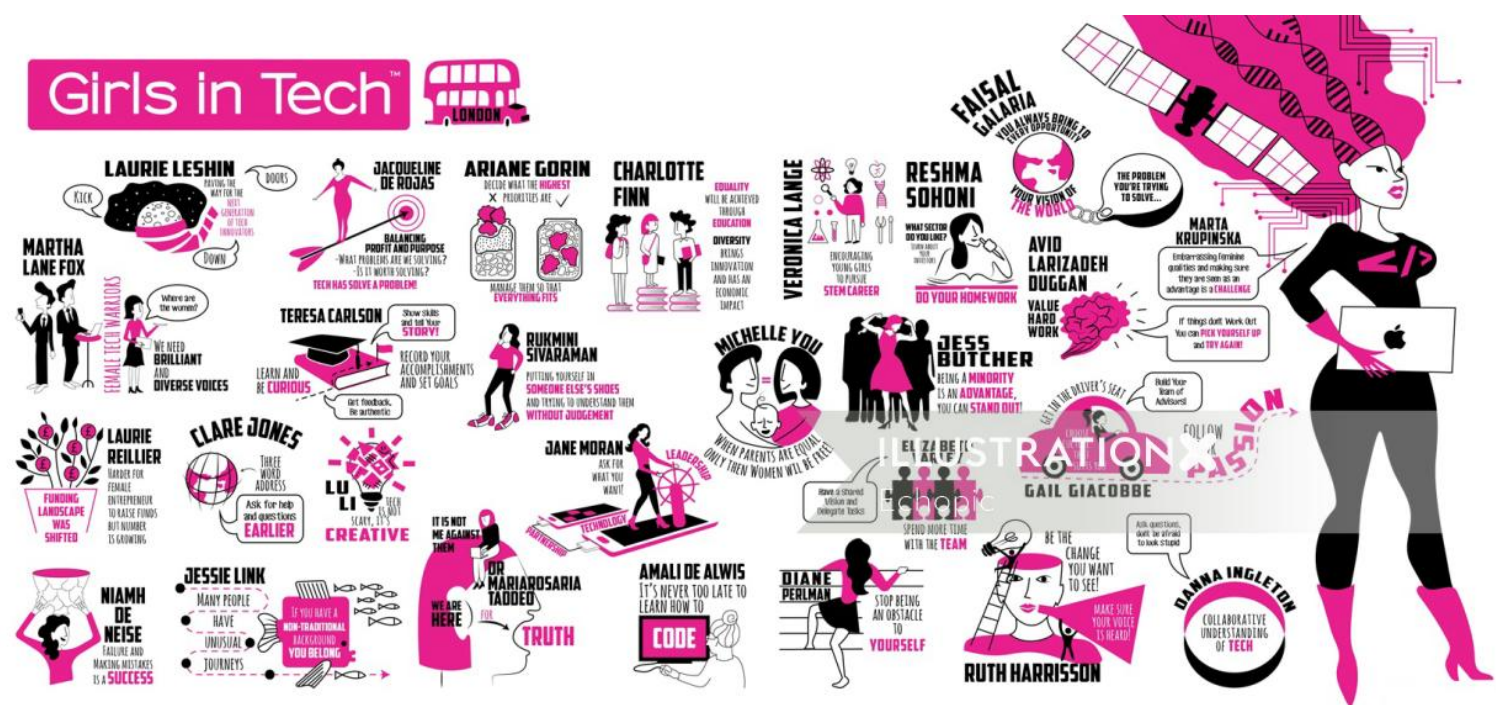 Girls in Tech™
LONDON
LAURIE LESHIN
KICK
DOORS
DOWN
PAVING THE
WAY FOR THE
NEXT
GENERATION
OF TECH
INNOVATORS
JACQUELINE
DE ROJAS
BALANCING
PROFIT AND PURPOSE
-WHAT PROBLEMS ARE WE SOLVING?
-IS IT WORTH SOLVING?
TECH HAS SOLVE A PROBLEM!
ARIANE GORIN
DECIDE WHAT THE HIGHEST
PRIORITIES ARE
MANAGE THEM SO THAT
EVERYTHING FITS
CHARLOTTE
FINN
EQUALITY
WILL BE ACHIEVED
THROUGH
EDUCATION
DIVERSITY
BRINGS
INNOVATION
AND HAS AN
ECONOMIC
IMPACT
VERONICA LANGE
ENCOURAGING
YOUNG GIRLS
TO PURSUE
STEM CAREER
RESHMA
SOHONI
WHAT SECTOR
DO YOU LIKE?
LEARN ABOUT
YOUR
INVESTORS
DO YOUR HOMEWORK
FAISAL
GALARIA
YOU ALWAYS BRING TO
EVERY OPPORTUNITY
YOUR VISION OF
THE WORLD
THE PROBLEM
YOU'RE TRYING
TO SOLVE...
AVID
LARIZADEH
DUGGAN
VALUE
HARD
WORK
MARTA
KRUPINSKA
Embarrassing feminine
qualities and making sure
they are seen as an
advantage is a CHALLENGE
If things dont Work Out
You can PICK YOURSELF UP
and TRY AGAIN!
</>
MARTHA
LANE FOX
FEMALE TECH WARRIORS
Where are
the women?
WE NEED
BRILLIANT
AND
DIVERSE VOICES
TERESA CARLSON
Show skills
and tell Your
STORY!
LEARN AND
BE CURIOUS
RECORD YOUR
ACCOMPLISHMENTS
AND SET GOALS
Get feedback,
Be authentic
RUKMINI
SIVARAMAN
PUTTING YOURSELF IN
SOMEONE ELSE'S SHOES
AND TRYING TO UNDERSTAND THEM
WITHOUT JUDGEMENT
MICHELLE YOU
=
WHEN PARENTS ARE EQUAL
ONLY THEN WOMEN WILL BE FREE!
JESS
BUTCHER
BEING A MINORITY
IS AN ADVANTAGE,
YOU CAN STAND OUT!
GET IN THE DRIVER'S SEAT
Build Your
Team of
Advisors!
FOLLOW
GAIL GIACOBBE
LAURIE
REILLIER
HARDER FOR
FEMALE
ENTREPRENEUR
TO RAISE FUNDS
BUT NUMBER
IS GROWING
FUNDING
LANDSCAPE
WAS
SHIFTED
CLARE JONES
THREE
WORD
ADDRESS
Ask for help
and questions
EARLIER
LU
LI
TECH
IS NOT
SCARY, IT'S
CREATIVE
JANE MORAN
ASK FOR
WHAT YOU
WANT!
LEADERSHIP
TECHNOLOGY
PARTNERSHIP
Have a shared
Mision and
Delegate Tasks
SPEND MORE TIME
WITH THE TEAM
ILLUSTRATIONX
Echopic
NIAMH
DE
NEISE
FAILURE AND
MAKING MISTAKES
IS A SUCCESS
JESSIE LINK
MANY PEOPLE
HAVE
UNUSUAL
JOURNEYS
IF YOU HAVE A
NON-TRADITIONAL
BACKGROUND
YOU BELONG
IT IS NOT
ME AGAINST
THEM
DR
MARIAROSARIA
TADDEO
WE ARE
HERE
FOR
TRUTH
AMALI DE ALWIS
IT'S NEVER TOO LATE TO
LEARN HOW TO
CODE
DIANE
PERLMAN
STOP BEING
AN OBSTACLE
TO
YOURSELF
BE THE
CHANGE
YOU WANT
TO SEE!
MAKE SURE
YOUR VOICE
IS HEARD!
RUTH HARRISSON
Ask questions,
dont be afraid
to look stupid
DANNA INGLETON
COLLABORATIVE
UNDERSTANDING
OF TECH